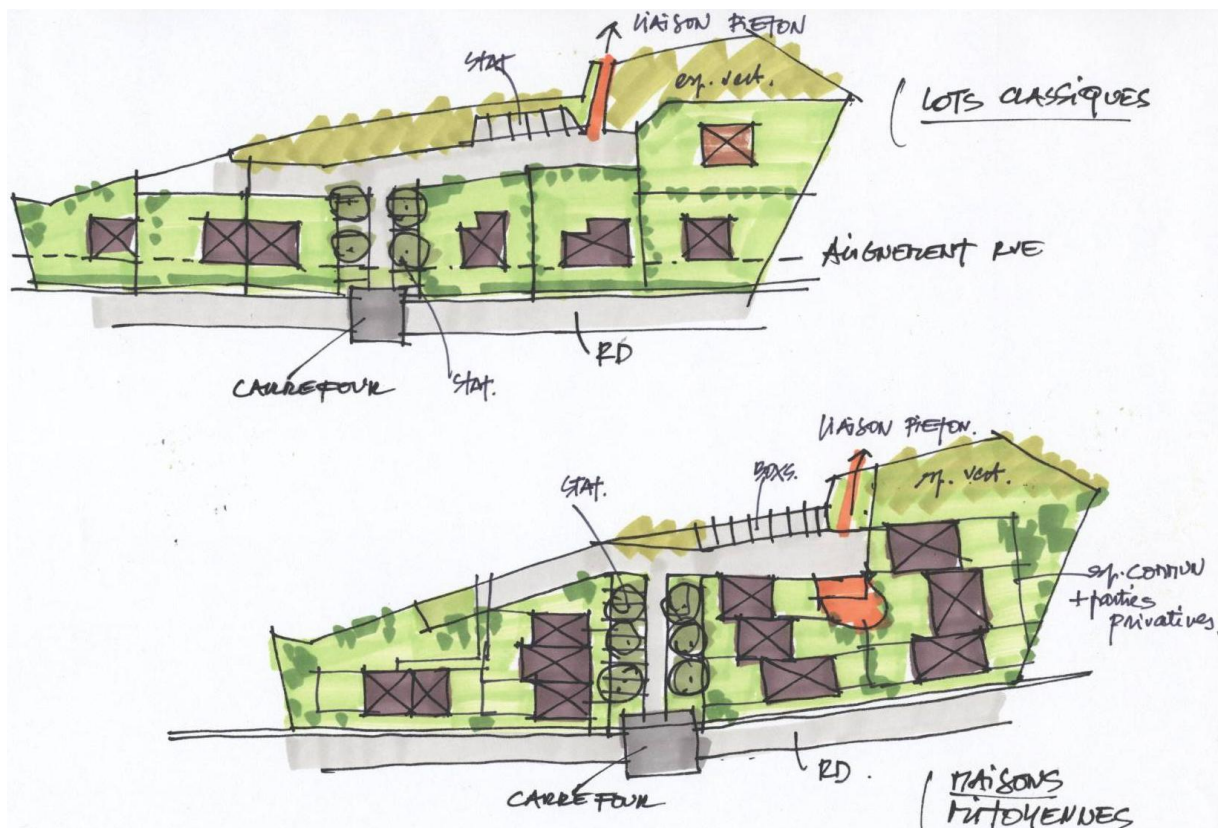 LIAISON PIETON
STAT
esp. vert.
LOTS CLASSIQUES
ALIGNEMENT RUE
RD
CARREFOUR
STAT.
LIAISON PIETON.
STAT.
BOXS.
esp. vert.
esp. COMMUN
+ parties
privatives.
RD.
CARREFOUR
MAISONS
MITOYENNES